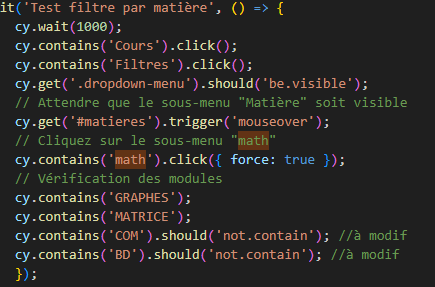 it('Test filtre par matière', () => {
cy.wait(1000);
cy.contains('Cours').click();
cy.contains('Filtres').click();
cy.get('.dropdown-menu').should('be.visible');
// Attendre que le sous-menu "Matière" soit visible
cy.get('#matieres').trigger('mouseover');
// Cliquez sur le sous-menu "math"
cy.contains('math').click({ force: true });
// Vérification des modules
cy.contains('GRAPHES');
cy.contains('MATRICE');
cy.contains('COM').should('not.contain'); //à modif
cy.contains('BD').should('not.contain'); //à modif
});